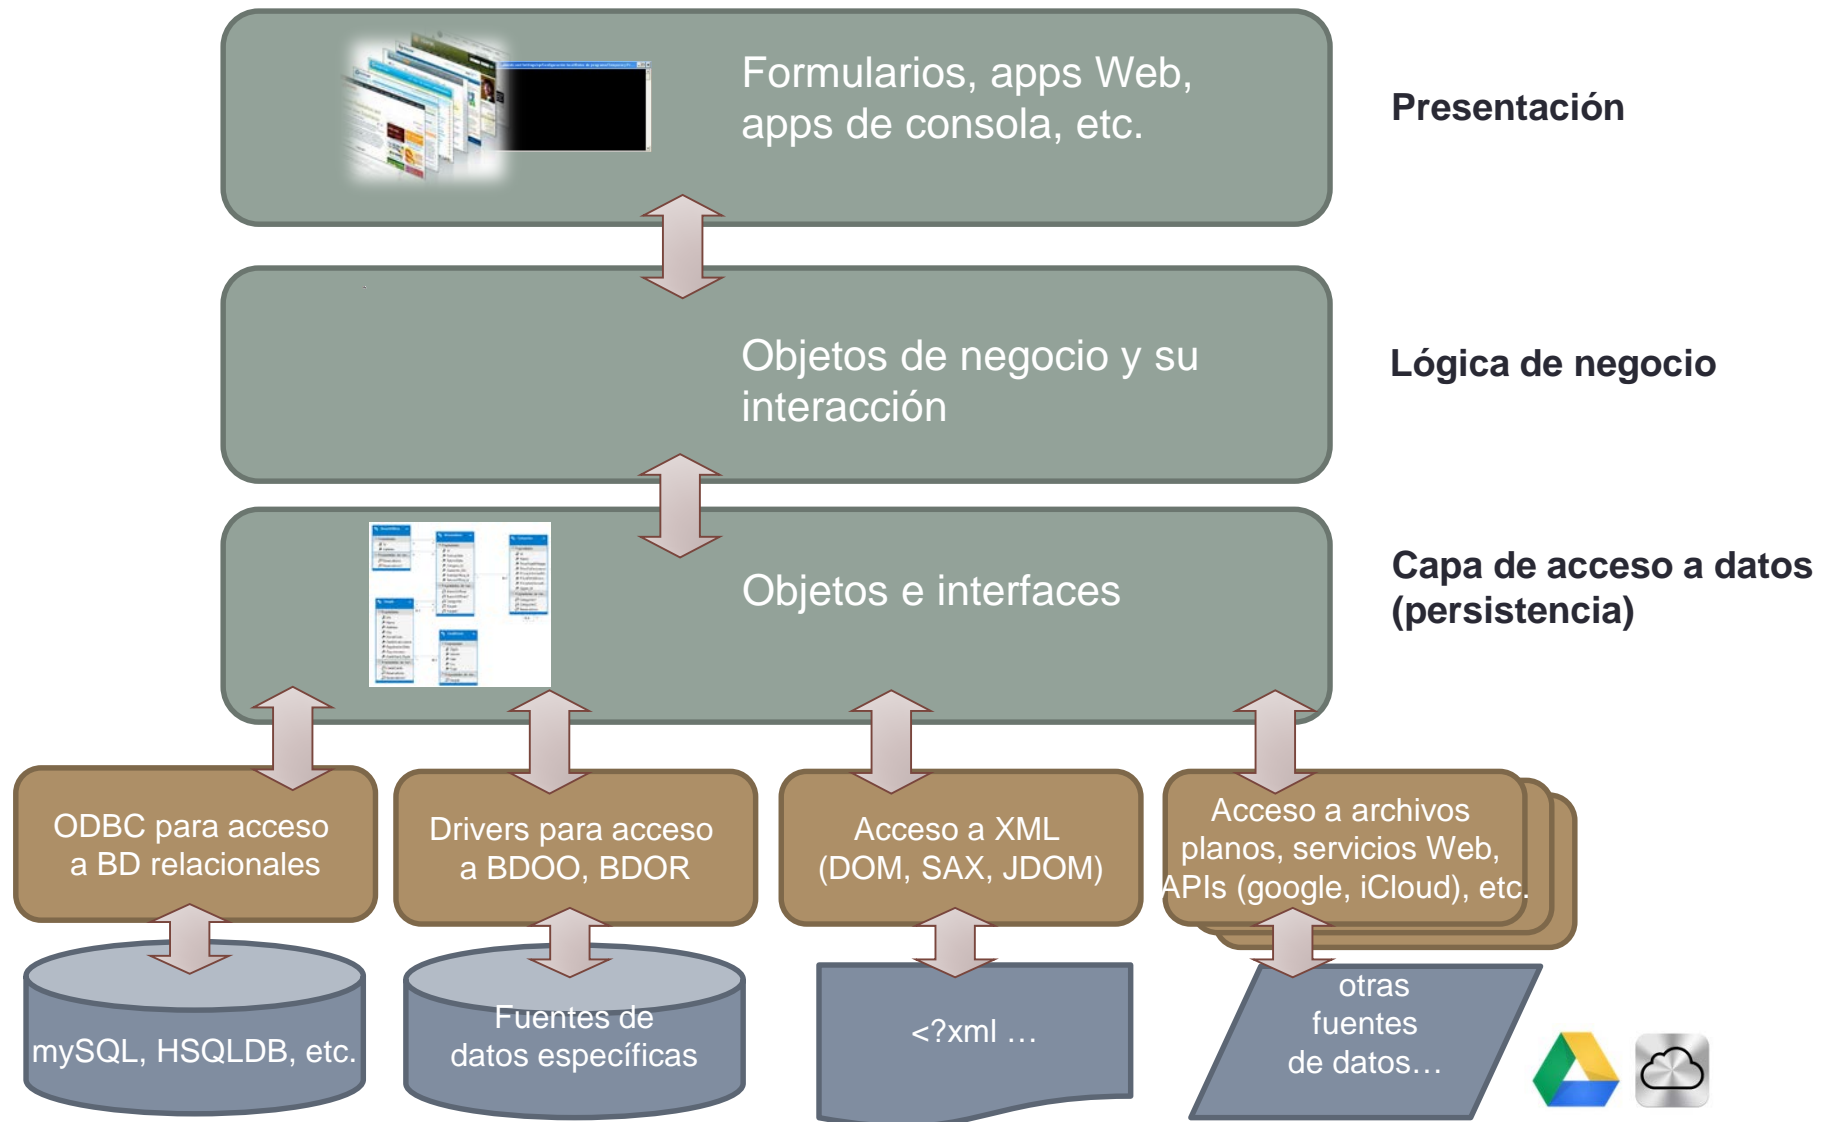 Formularios, apps Web,
apps de consola, etc.
Presentación
Objetos de negocio y su
interacción
Lógica de negocio
Objetos e interfaces
Capa de acceso a datos
(persistencia)
ODBC para acceso
a BD relacionales
Drivers para acceso
a BDOO, BDOR
Acceso a XML
(DOM, SAX, JDOM)
Acceso a archivos
planos, servicios Web,
APIs (google, iCloud), etc.
mySQL, HSQLDB, etc.
Fuentes de
datos específicas
<?xml …
otras
fuentes
de datos…